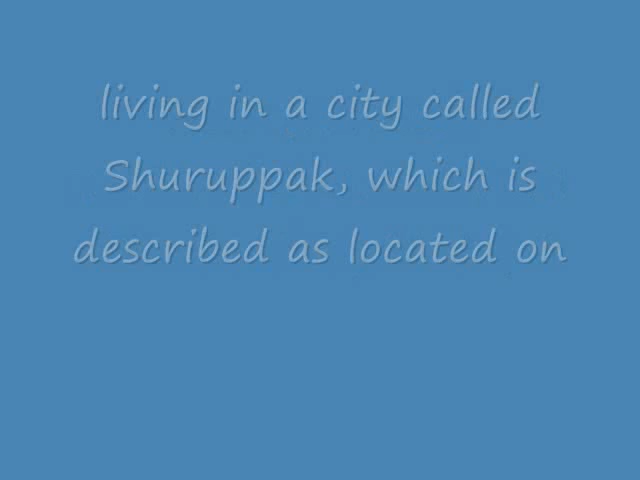 living in a city called
Shuruppak, which is
described as located on